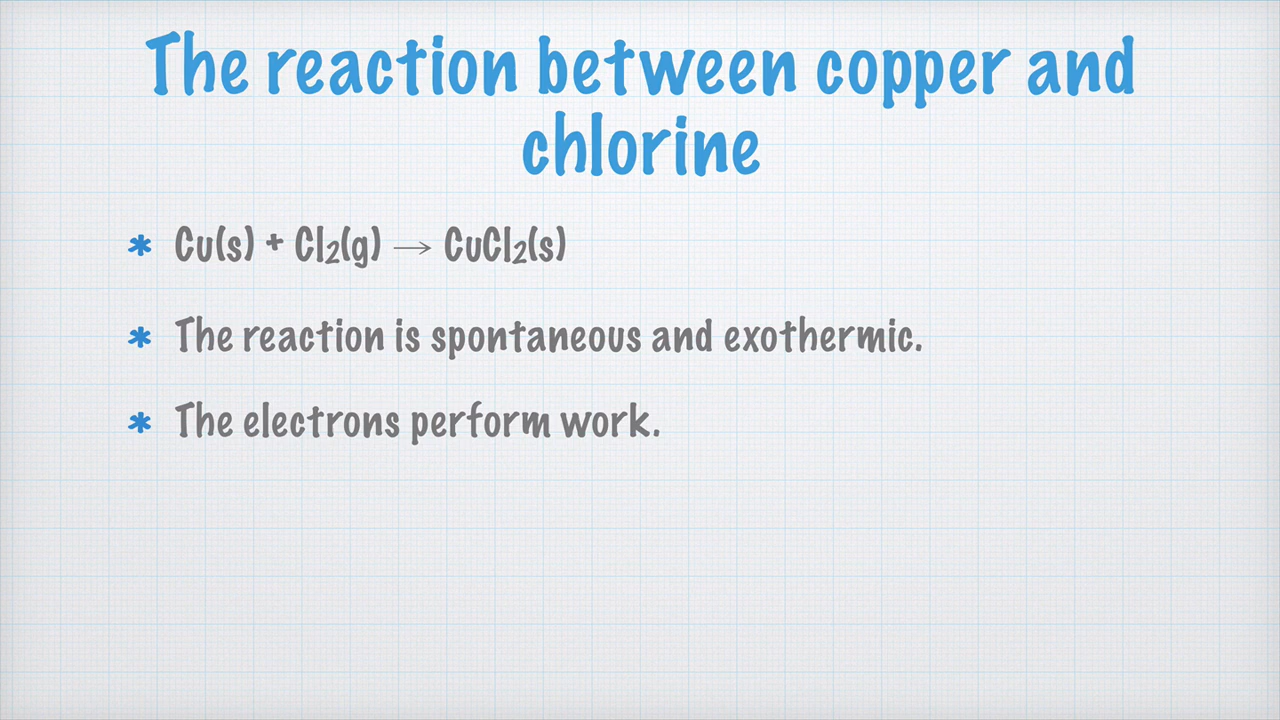 The reaction between copper and
chlorine
* Cu(s) + Cl₂(g) → CuCl₂(s)
* The reaction is spontaneous and exothermic.
* The electrons perform work.